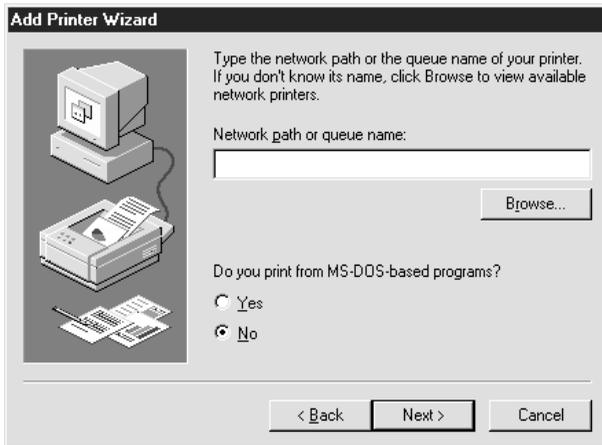 Add Printer Wizard
Type the network path or the queue name of your printer.
If you don't know its name, click Browse to view available
network printers.
Network path or queue name:
Browse...
Do you print from MS-DOS-based programs?
Yes
No
< Back
Next >
Cancel